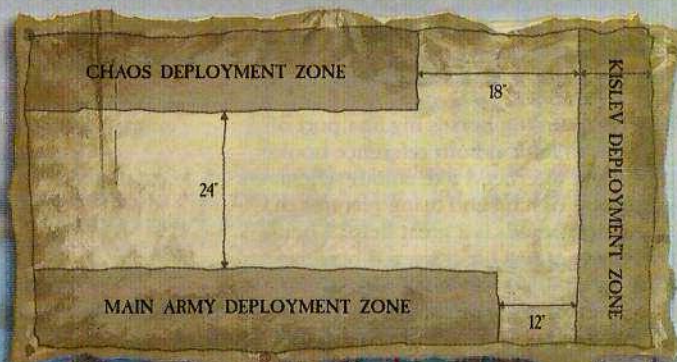 CHAOS DEPLOYMENT ZONE
18"
KISLEV DEPLOYMENT ZONE
24"
MAIN ARMY DEPLOYMENT ZONE
12"